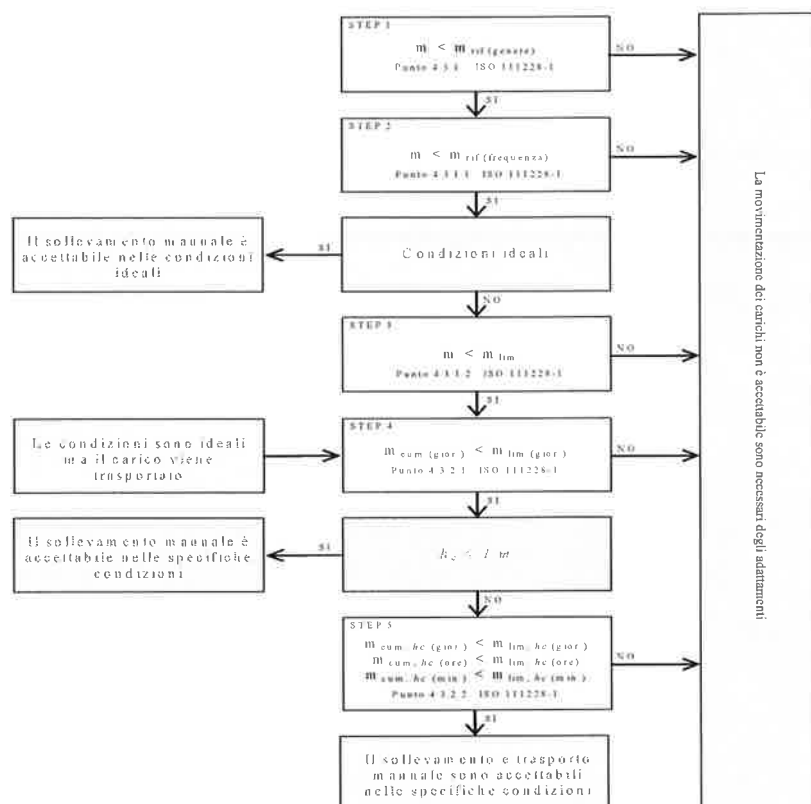 STEP 1
m < m rif (genere)
Punto 4.3.1 ISO 111228-1
NO
SI
STEP 2
m < m rif (frequenza)
Punto 4.3.1.1 ISO 111228-1
NO
SI
Il sollevamento manuale è
accettabile nelle condizioni
ideali
SI
Condizioni ideali
NO
STEP 3
m < m lim
Punto 4.3.1.2 ISO 111228-1
NO
SI
Le condizioni sono ideali
ma il carico viene
trasportato
STEP 4
m cum (gior) < m lim (gior)
Punto 4.3.2.1 ISO 111228-1
NO
SI
Il sollevamento manuale è
accettabile nelle specifiche
condizioni
SI
1 m
NO
STEP 5
m cum, hc (gior) < m lim, hc (gior)
m cum, hc (ore) < m lim, hc (ore)
m cum, hc (min) < m lim, hc (min)
Punto 4.3.2.2 ISO 111228-1
NO
SI
Il sollevamento e trasporto
manuale sono accettabili
nelle specifiche condizioni
La movimentazione dei carichi non è accettabile sono necessari degli adattamenti